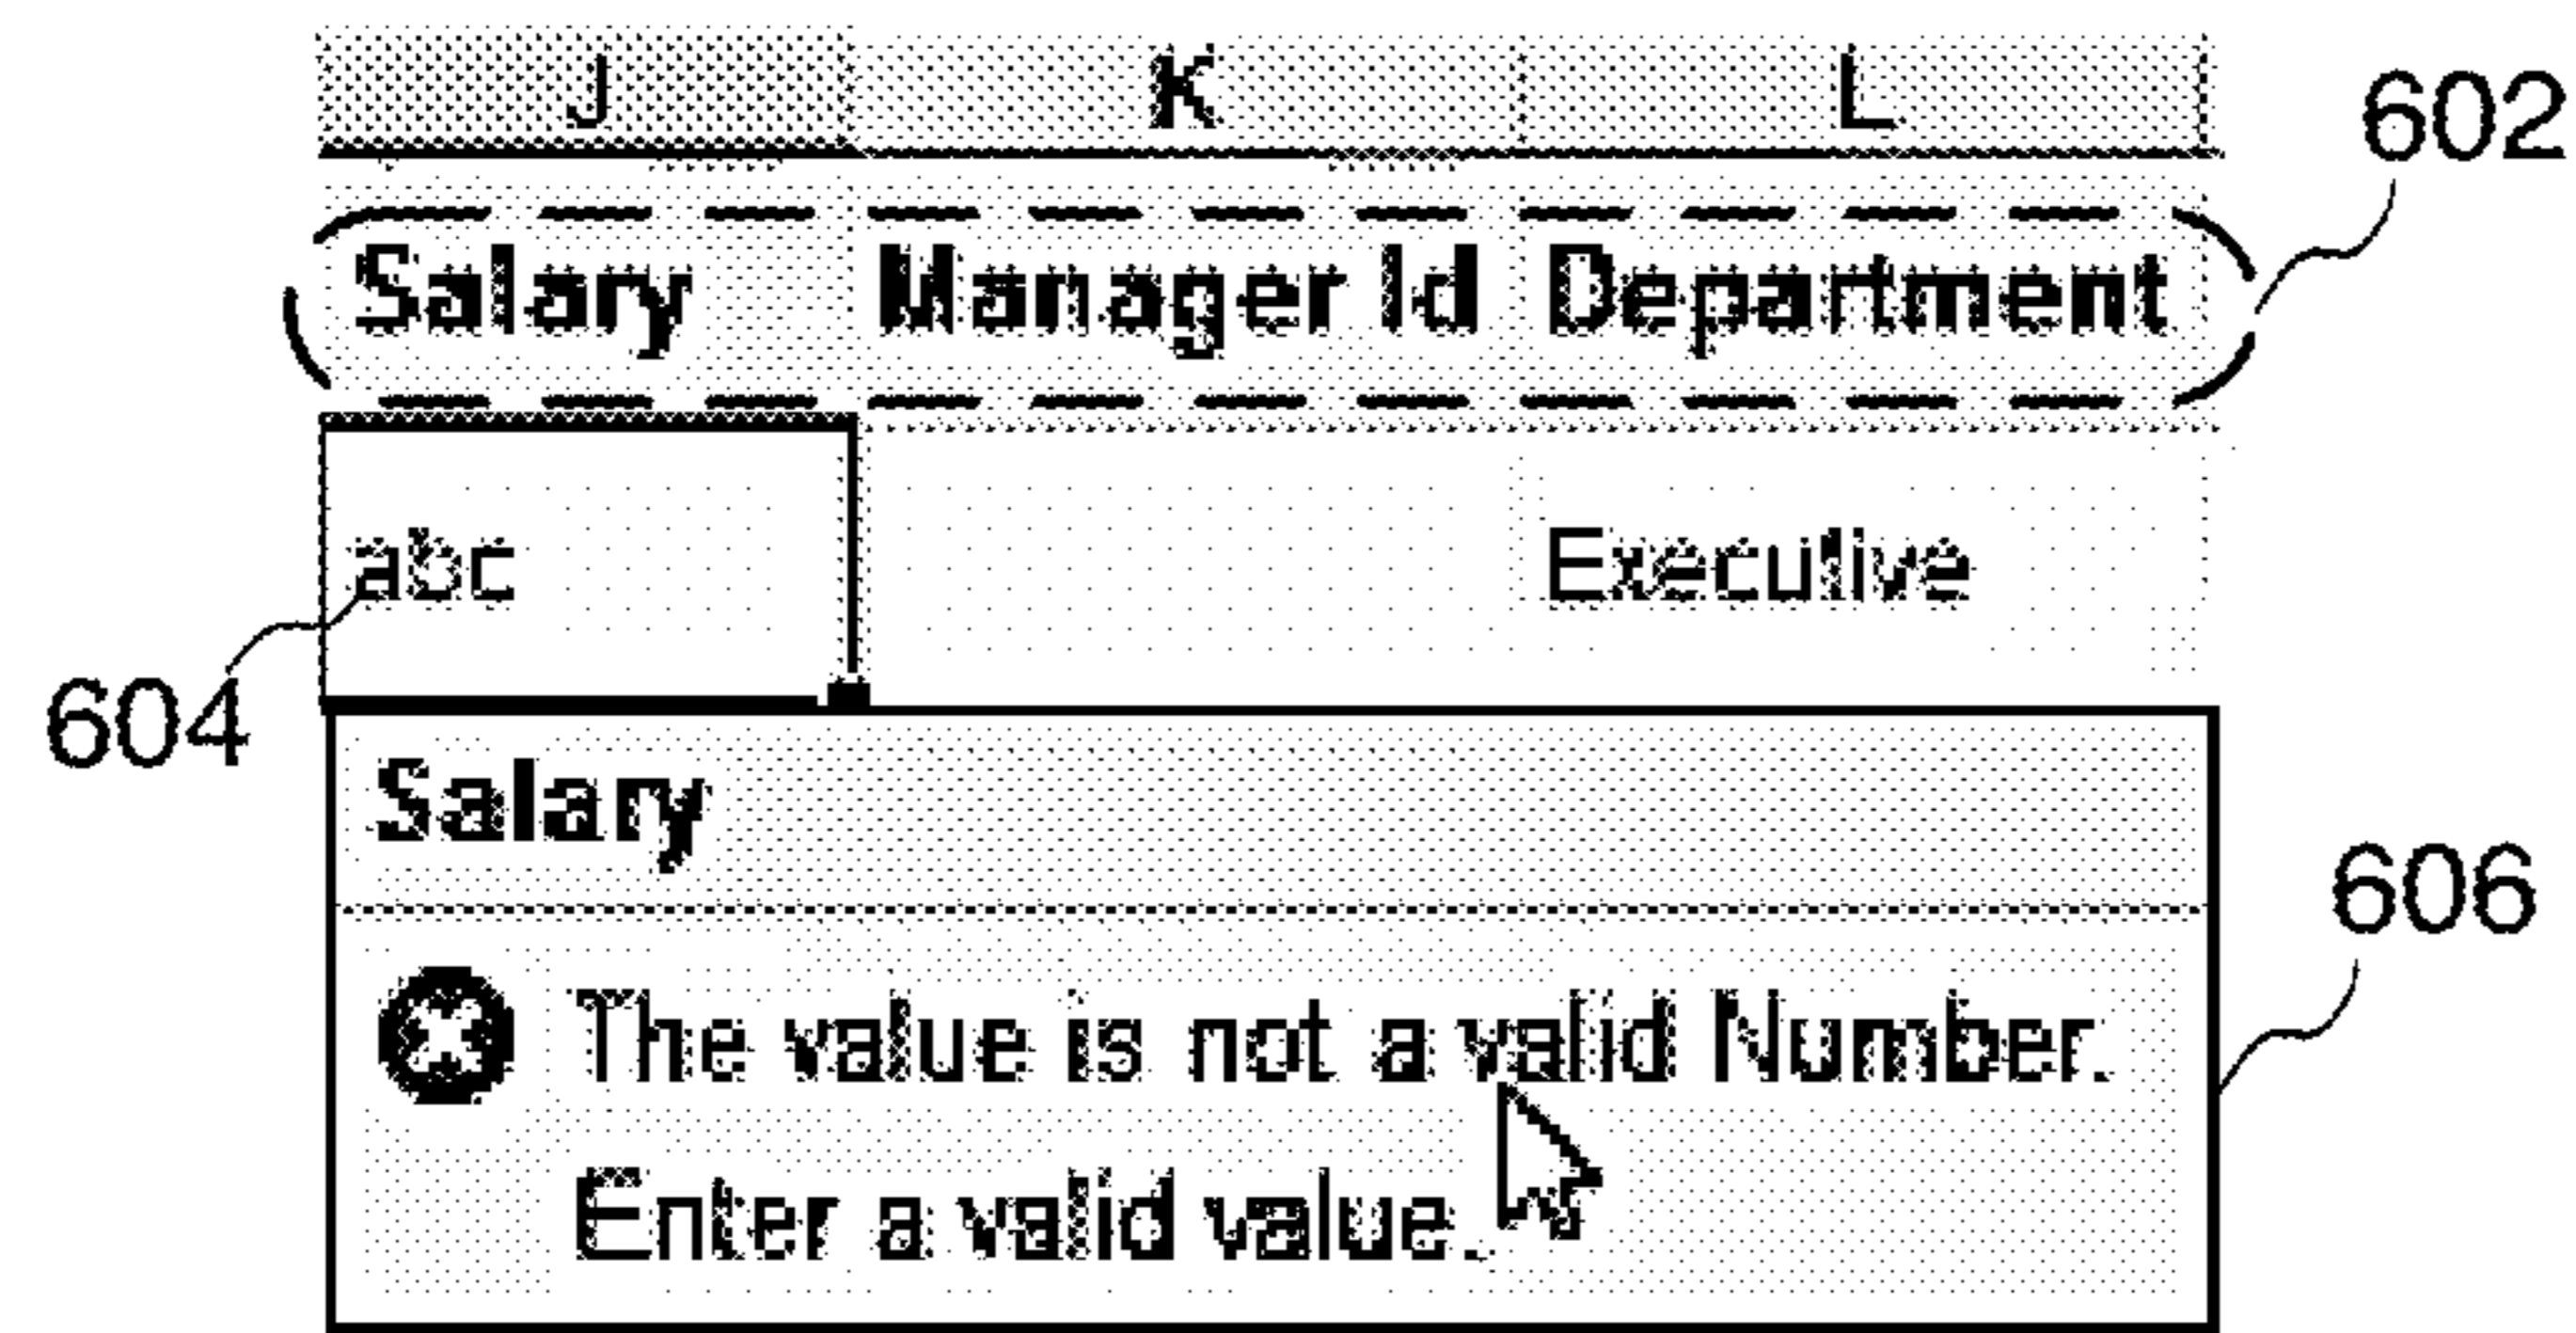 J K L
602
Salary Manager Id Department
abc Executive
604
Salary
606
The value is not a valid Number.
Enter a valid value.